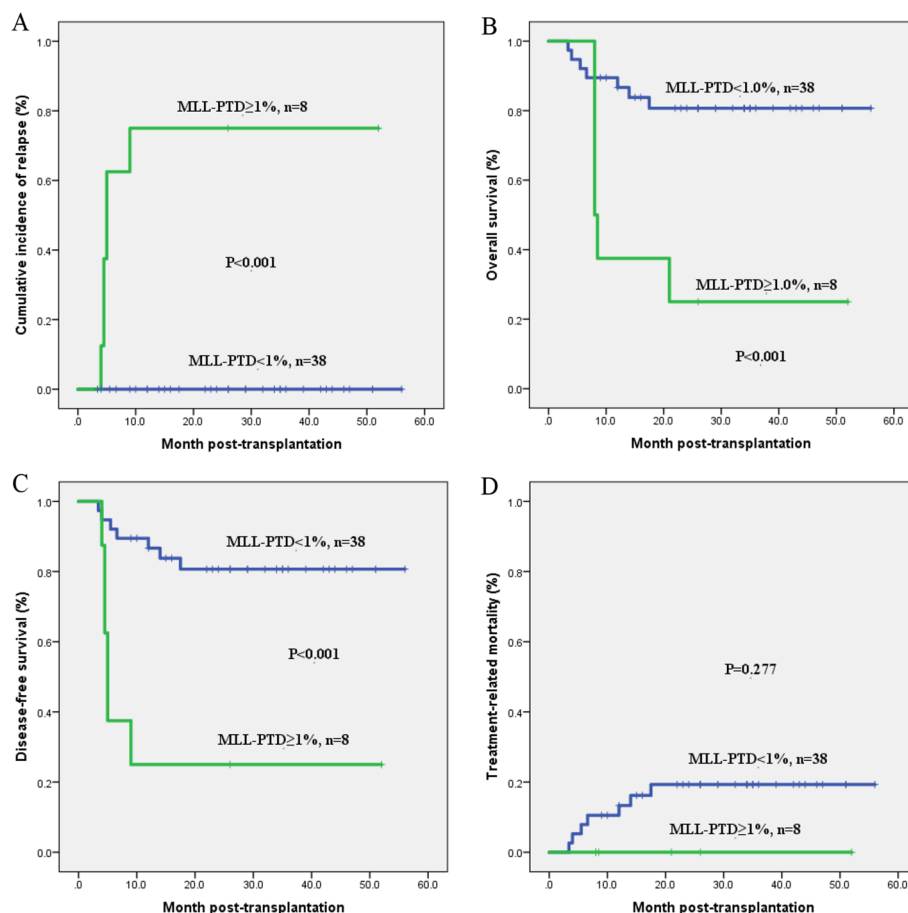 A
Cumulative incidence of relapse (%)
1.0
0.8
0.6
0.4
0.2
0.0
MLL-PTD≥1%, n=8
P<0.001
MLL-PTD<1%, n=38
.0 10.0 20.0 30.0 40.0 50.0 60.0
Month post-transplantation
B
Overall survival (%)
1.0
0.8
0.6
0.4
0.2
0.0
MLL-PTD<1.0%, n=38
MLL-PTD≥1.0%, n=8
P<0.001
.0 10.0 20.0 30.0 40.0 50.0 60.0
Month post-transplantation
C
Disease-free survival (%)
1.0
0.8
0.6
0.4
0.2
0.0
MLL-PTD<1%, n=38
P<0.001
MLL-PTD≥1%, n=8
.0 10.0 20.0 30.0 40.0 50.0 60.0
Month post-transplantation
D
Treatment-related mortality (%)
1.0
0.8
0.6
0.4
0.2
0.0
P=0.277
MLL-PTD<1%, n=38
MLL-PTD≥1%, n=8
.0 10.0 20.0 30.0 40.0 50.0 60.0
Month post-transplantation